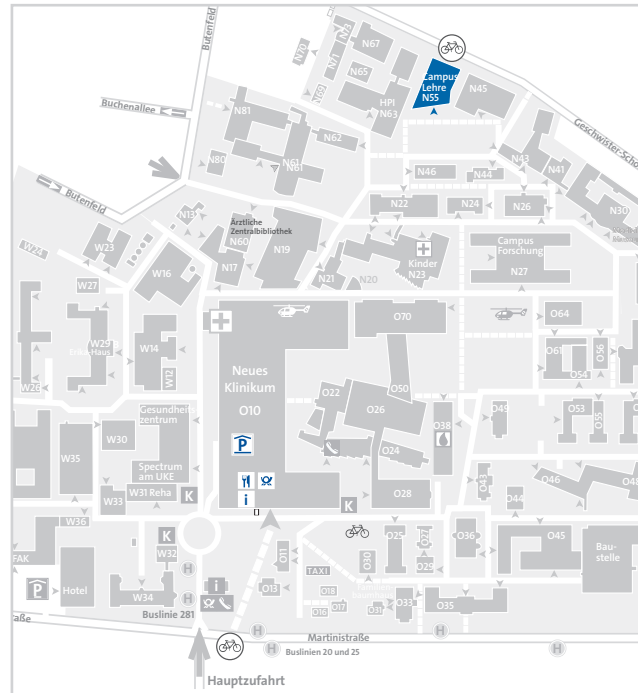 Butenfeld
Buchenallee
Butenfeld
N70
N73
N71
N67
N65
N69
HPI
N63
Campus
Lehre
N55
N45
Geschwister-Scho
N81
N62
N61
N61
N80
N43
N41
N46
N44
N30
N22
N24
N26
N13
Ärztliche
Zentralbibliothek
N60
N17
N19
N21
N20
Kinder
N23
Campus
Forschung
N27
W24
W23
W16
W27
W29
W14
W12
W26
Neues
Klinikum
O10
O70
O50
O22
O26
O24
O28
O38
O64
O61
O56
O54
O49
O53
O55
O43
O44
O46
O48
Gesundheits
zentrum
W30
W35
Spectrum
am UKE
W31 Reha
W33
W36
K
K
K
P
i
FAK
W32
W34
Hotel
P
Buslinie 281
H
H
i
O11
O13
TAXI
O18
O16
O17
O30
O31
O25
O27
O29
O33
O35
O36
O45
Bau-
stelle
aße
Martinistraße
H
H
H
H
Buslinien 20 und 25
Hauptzufahrt